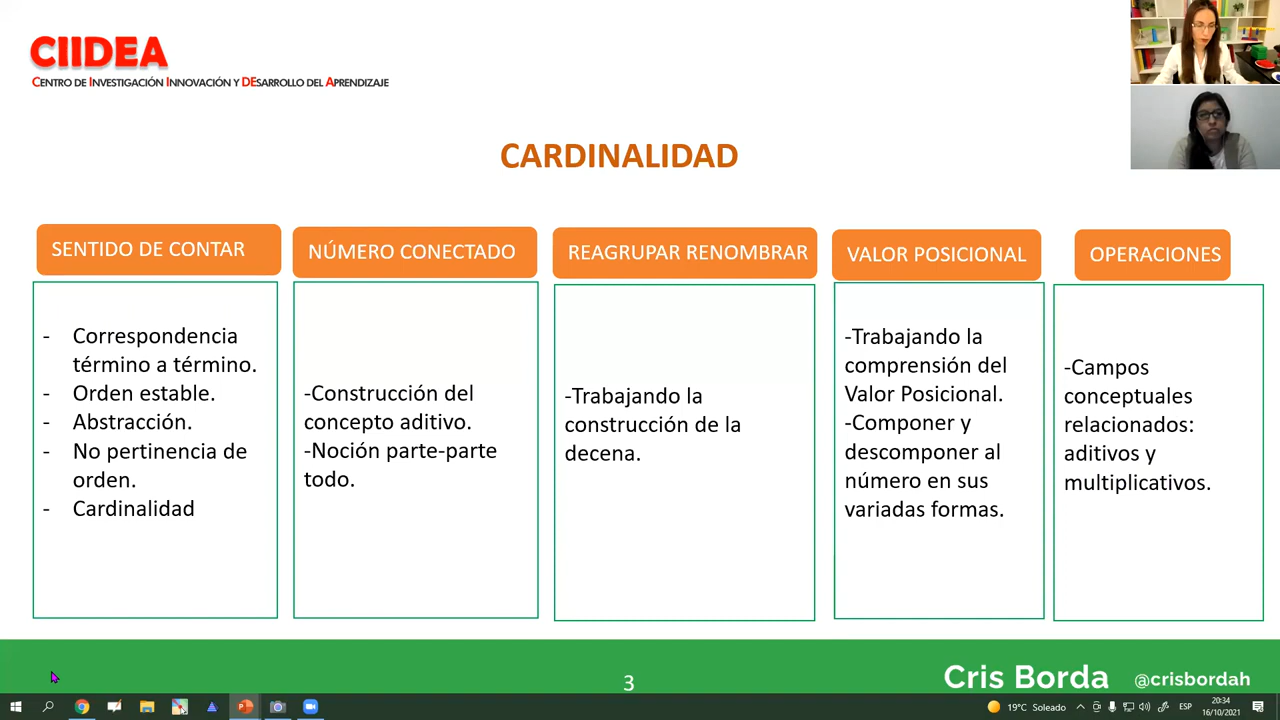 CIIDEA
CENTRO DE INVESTIGACIÓN INNOVACIÓN Y DESARROLLO DEL APRENDIZAJE
CARDINALIDAD
SENTIDO DE CONTAR
- Correspondencia
término a término.
- Orden estable.
- Abstracción.
- No pertinencia de
orden.
- Cardinalidad
NÚMERO CONECTADO
-Construcción del
concepto aditivo.
-Noción parte-parte
todo.
REAGRUPAR RENOMBRAR
-Trabajando la
construcción de la
decena.
VALOR POSICIONAL
-Trabajando la
comprensión del
Valor Posicional.
-Componer y
descomponer al
número en sus
variadas formas.
OPERACIONES
-Campos
conceptuales
relacionados:
aditivos y
multiplicativos.
3
Cris Borda @crisbordah
19°C Soleado
ESP
20:34
16/10/2021